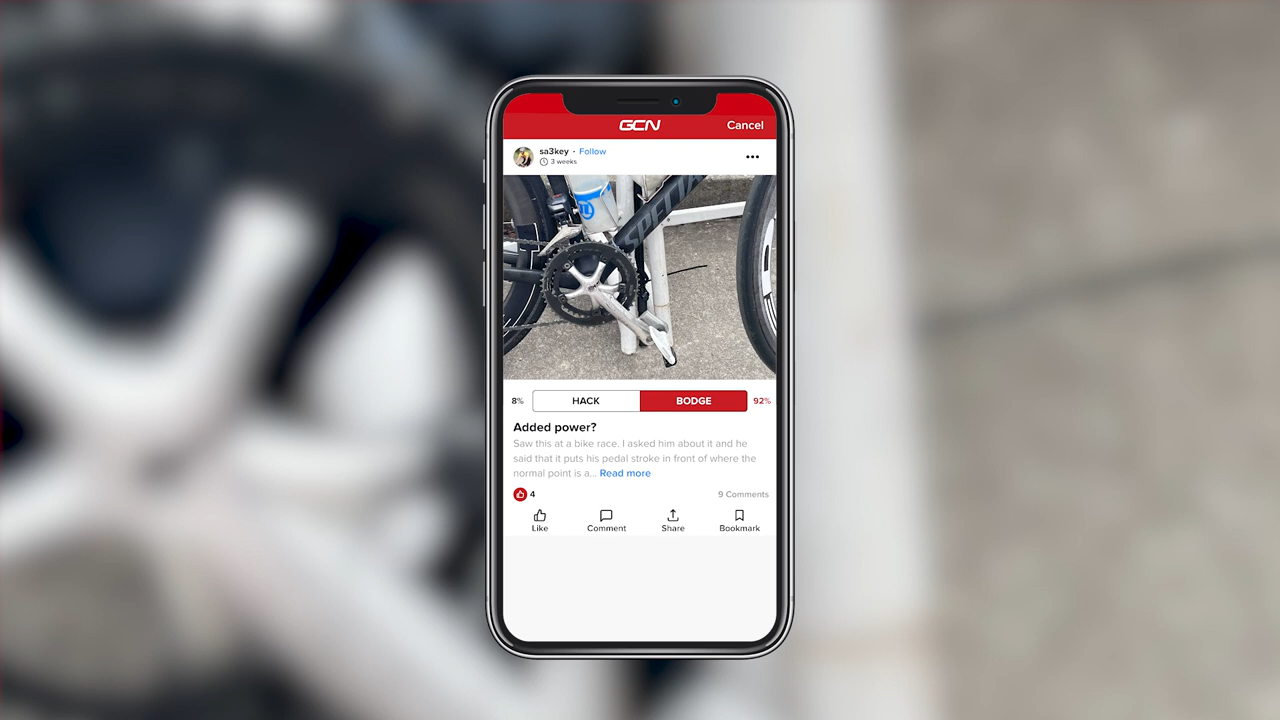 GCN
Cancel
sa3key · Follow
3 weeks
SPECIA
8%
HACK
BODGE
92%
Added power?
Saw this at a bike race. I asked him about it and he
said that it puts his pedal stroke in front of where the
normal point is a... Read more
4
9 Comments
Like
Comment
Share
Bookmark